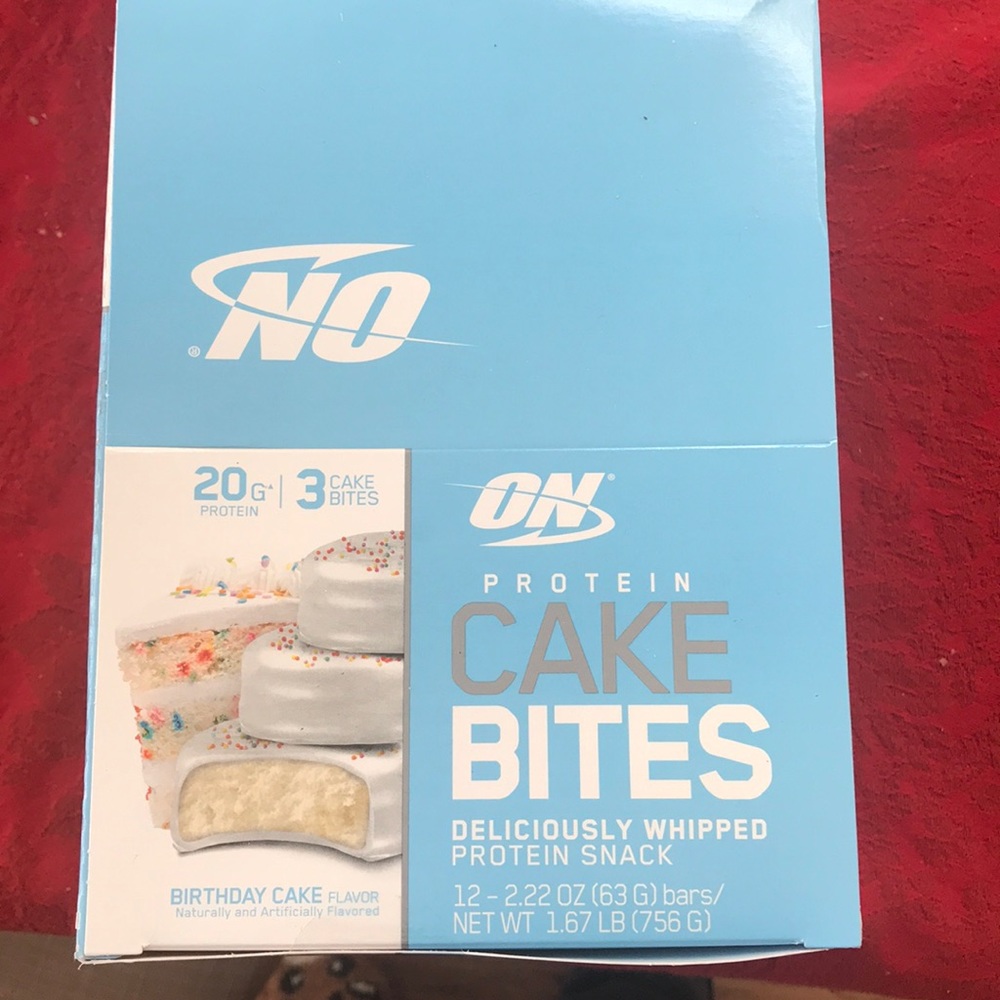 NO
®
20G^ | 3 CAKE BITES
PROTEIN
ON®
PROTEIN
CAKE
BITES
DELICIOUSLY WHIPPED
PROTEIN SNACK
BIRTHDAY CAKE FLAVOR
Naturally and Artificially Flavored
12 – 2.22 OZ (63 G) bars/
NET WT 1.67 LB (756 G)